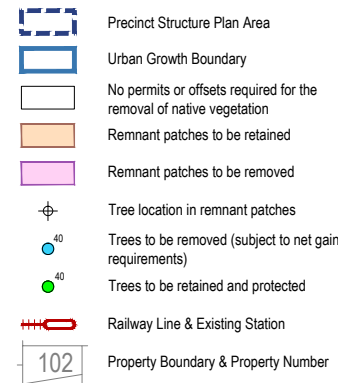 Precinct Structure Plan Area
Urban Growth Boundary
No permits or offsets required for the
removal of native vegetation
Remnant patches to be retained
Remnant patches to be removed
Tree location in remnant patches
40
Trees to be removed (subject to net gain
requirements)
40
Trees to be retained and protected
Railway Line & Existing Station
102 Property Boundary & Property Number